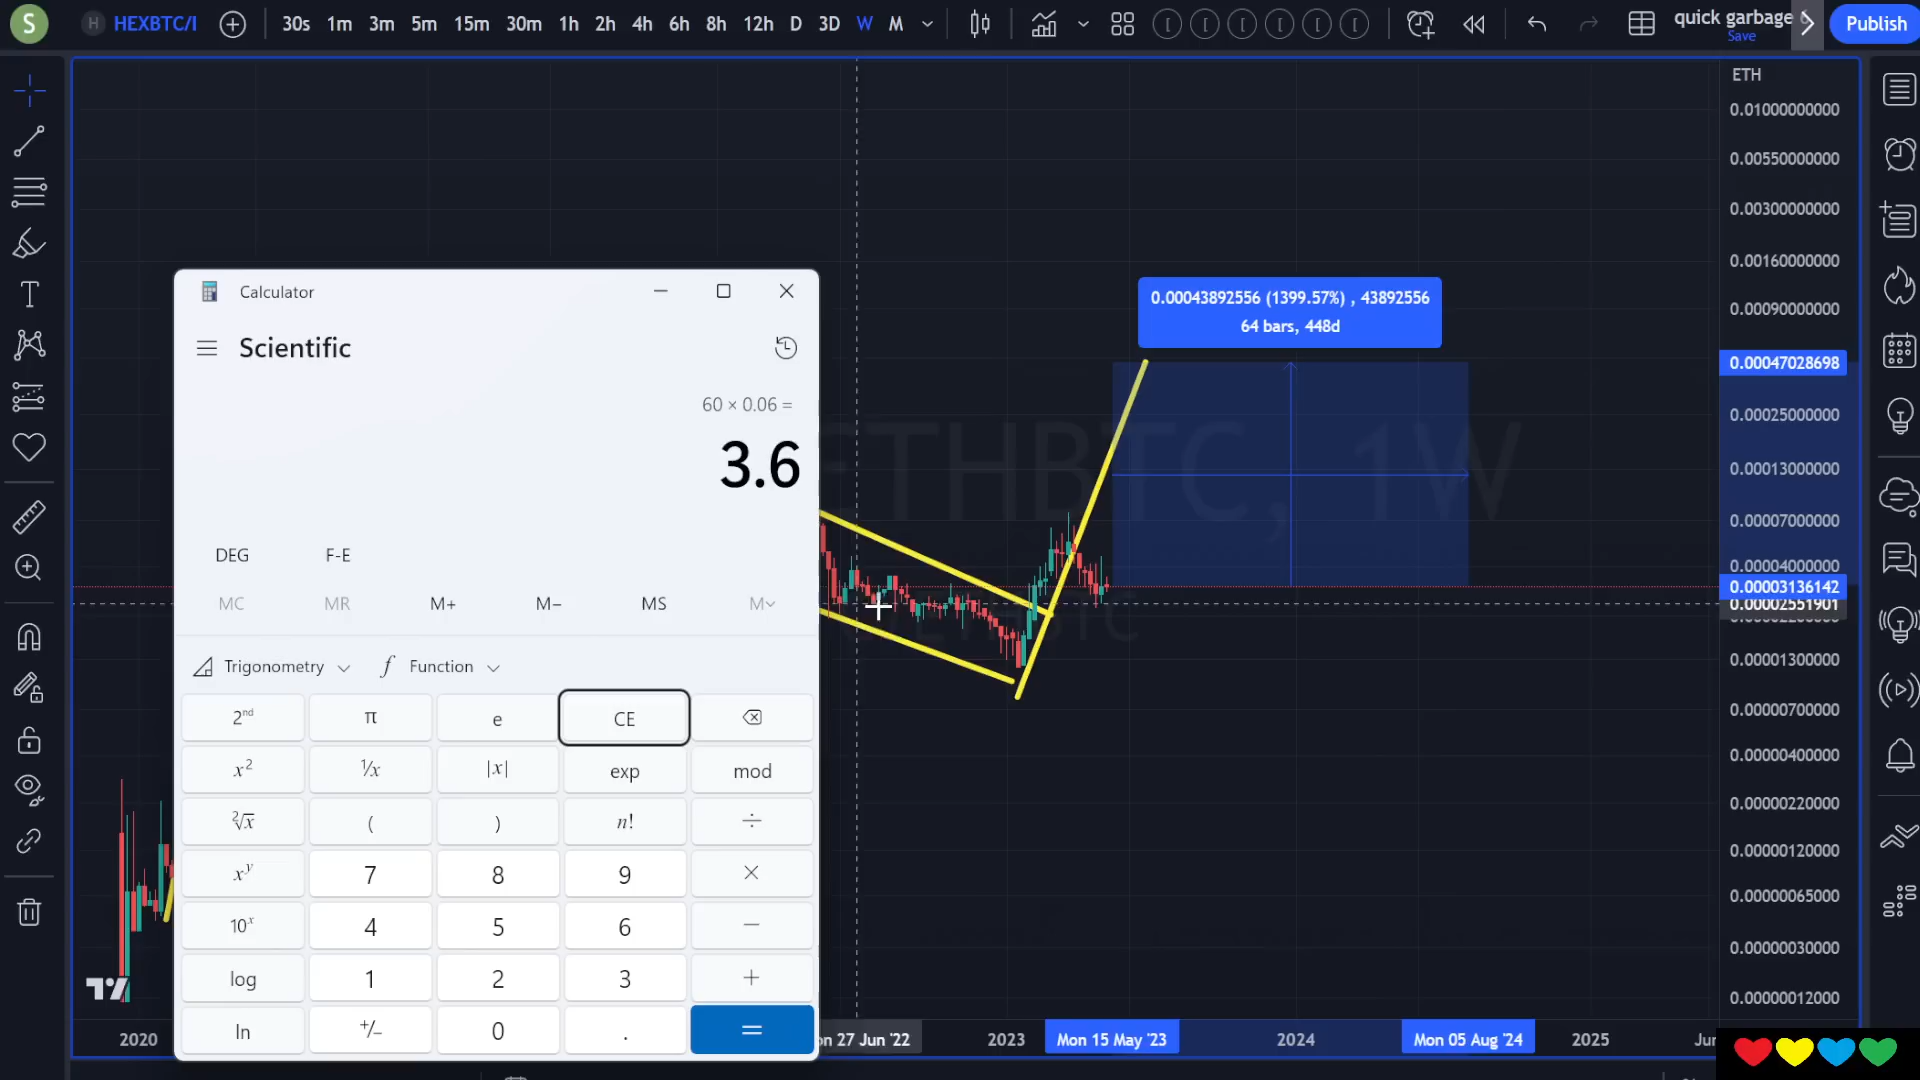 S
H HEXBTC/I
30s 1m 3m 5m 15m 30m 1h 2h 4h 6h 8h 12h D 3D W M
quick garbage
Save
Publish
ETH
0.01000000000
0.00550000000
0.00300000000
0.00160000000
0.00090000000
0.00047028698
0.00025000000
0.00013000000
0.00007000000
0.00004000000
0.00003136142
0.00002551901
0.00001300000
0.00000700000
0.00000400000
0.00000220000
0.00000120000
0.00000065000
0.00000030000
0.00000012000
0.00043892556 (1399.57%) , 43892556
64 bars, 448d
ETHBTC, 1W
Calculator
Scientific
60 × 0.06 =
3.6
DEG F-E
MC MR M+ M− MS M
Trigonometry f Function
2nd π e CE
x² ¹/x |x| exp mod
²√x ( ) n! ÷
xʸ 7 8 9 ×
10ˣ 4 5 6 −
log 1 2 3 +
ln +/− 0 . =
2020
on 27 Jun '22
2023
Mon 15 May '23
2024
Mon 05 Aug '24
2025
Jun